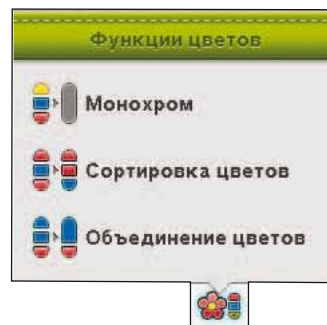 Функции цветов
Монохром
Сортировка цветов
Объединение цветов